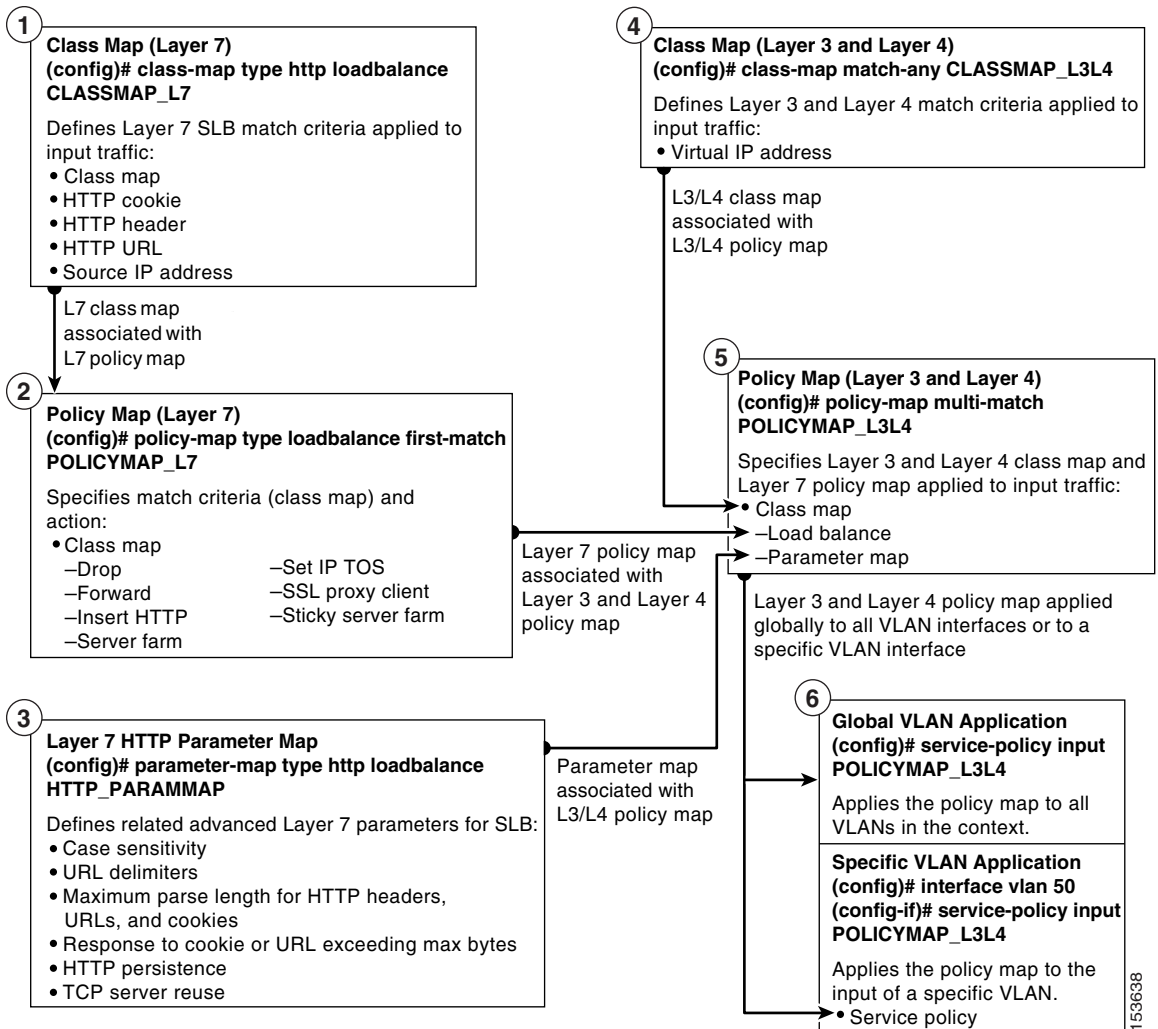 1
Class Map (Layer 7)
(config)# class-map type http loadbalance
CLASSMAP_L7
Defines Layer 7 SLB match criteria applied to
input traffic:
• Class map
• HTTP cookie
• HTTP header
• HTTP URL
• Source IP address
L7 class map
associated with
L7 policy map
2
Policy Map (Layer 7)
(config)# policy-map type loadbalance first-match
POLICYMAP_L7
Specifies match criteria (class map) and
action:
• Class map
–Drop
–Forward
–Insert HTTP
–Server farm
–Set IP TOS
–SSL proxy client
–Sticky server farm
Layer 7 policy map
associated with
Layer 3 and Layer 4
policy map
3
Layer 7 HTTP Parameter Map
(config)# parameter-map type http loadbalance
HTTP_PARAMMAP
Defines related advanced Layer 7 parameters for SLB:
• Case sensitivity
• URL delimiters
• Maximum parse length for HTTP headers,
URLs, and cookies
• Response to cookie or URL exceeding max bytes
• HTTP persistence
• TCP server reuse
Parameter map
associated with
L3/L4 policy map
4
Class Map (Layer 3 and Layer 4)
(config)# class-map match-any CLASSMAP_L3L4
Defines Layer 3 and Layer 4 match criteria applied to
input traffic:
• Virtual IP address
L3/L4 class map
associated with
L3/L4 policy map
5
Policy Map (Layer 3 and Layer 4)
(config)# policy-map multi-match
POLICYMAP_L3L4
Specifies Layer 3 and Layer 4 class map and
Layer 7 policy map applied to input traffic:
• Class map
–Load balance
–Parameter map
Layer 3 and Layer 4 policy map applied
globally to all VLAN interfaces or to a
specific VLAN interface
6
Global VLAN Application
(config)# service-policy input
POLICYMAP_L3L4
Applies the policy map to all
VLANs in the context.
Specific VLAN Application
(config)# interface vlan 50
(config-if)# service-policy input
POLICYMAP_L3L4
Applies the policy map to the
input of a specific VLAN.
• Service policy
153638